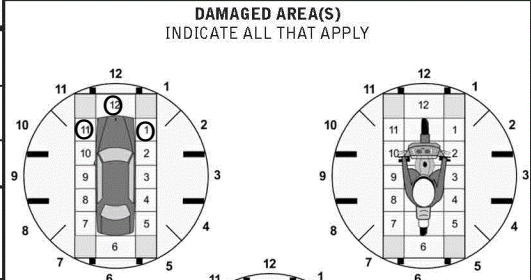 DAMAGED AREA(S)
INDICATE ALL THAT APPLY
12 12
11 1 11 1
12 12
10 11 1 2 10 11 1 2
10 2 10 2
9 9 3 3 9 9 3 3
8 4 8 4
8 7 5 4 8 7 5 4
6 6
7 5 7 5
6 12 6
11 1